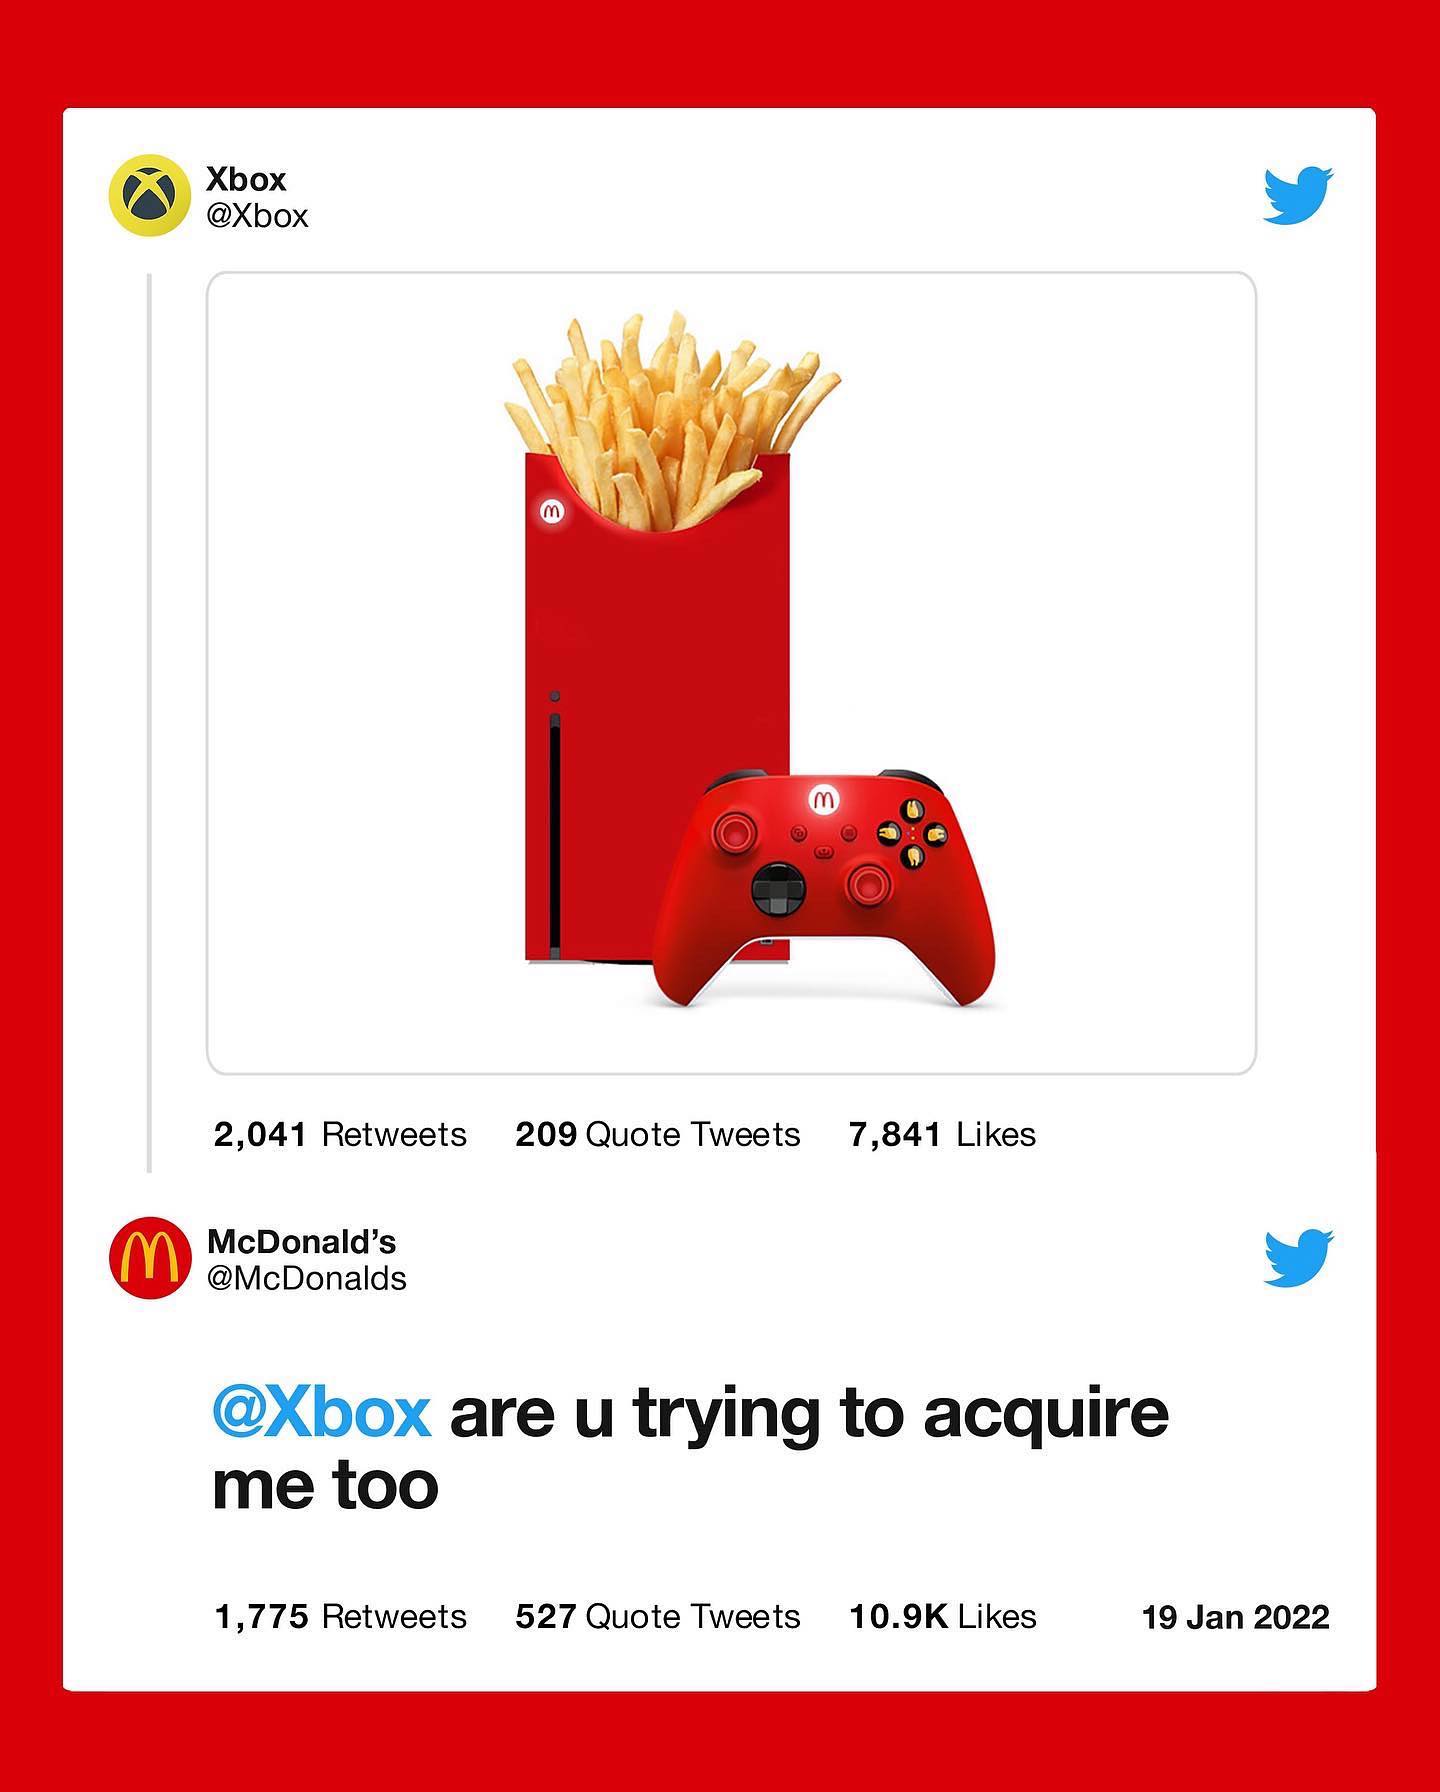 Xbox
@Xbox
2,041 Retweets 209 Quote Tweets 7,841 Likes
McDonald’s
@McDonalds
@Xbox are u trying to acquire
me too
1,775 Retweets 527 Quote Tweets 10.9K Likes 19 Jan 2022